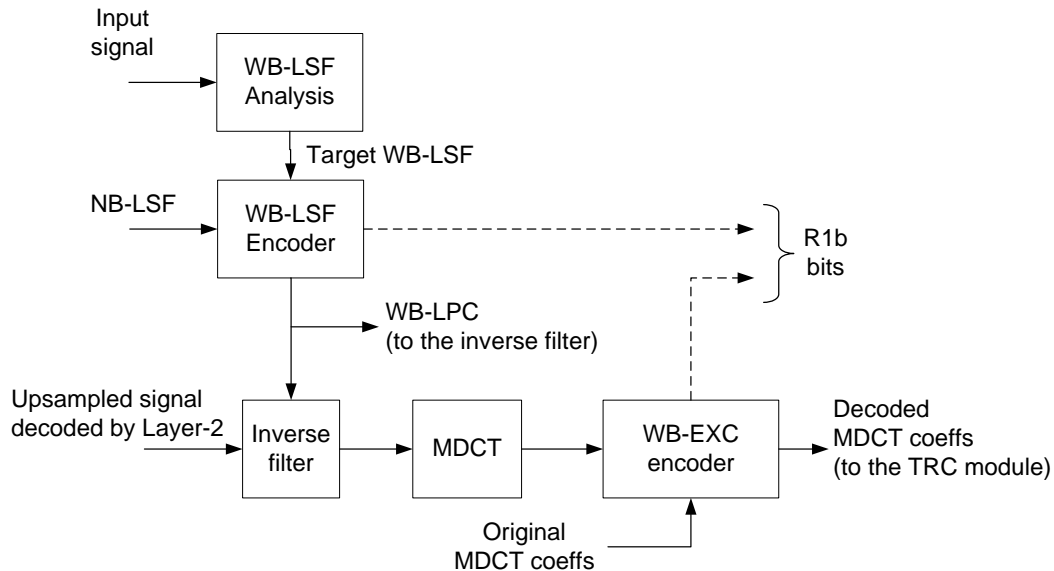 Input
signal
WB-LSF
Analysis
Target WB-LSF
NB-LSF
WB-LSF
Encoder
R1b
bits
WB-LPC
(to the inverse filter)
Upsampled signal
decoded by Layer-2
Inverse
filter
MDCT
WB-EXC
encoder
Decoded
MDCT coeffs
(to the TRC module)
Original
MDCT coeffs